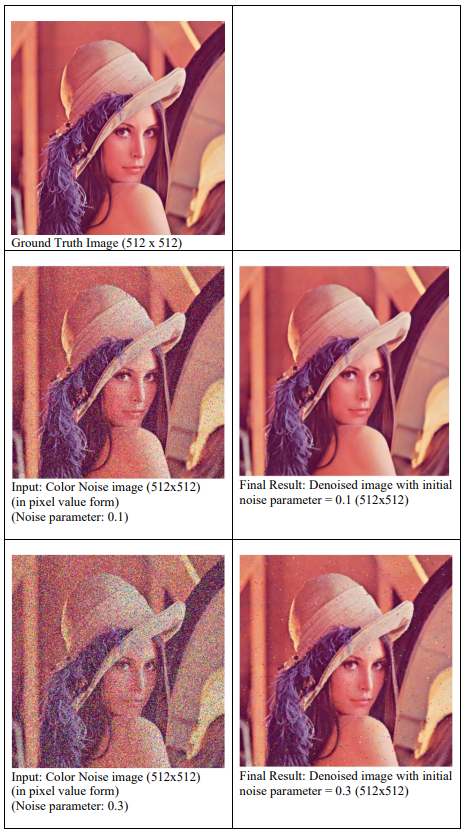 Ground Truth Image (512 x 512)
Input: Color Noise image (512x512)
(in pixel value form)
(Noise parameter: 0.1)
Final Result: Denoised image with initial
noise parameter = 0.1 (512x512)
Input: Color Noise image (512x512)
(in pixel value form)
(Noise parameter: 0.3)
Final Result: Denoised image with initial
noise parameter = 0.3 (512x512)